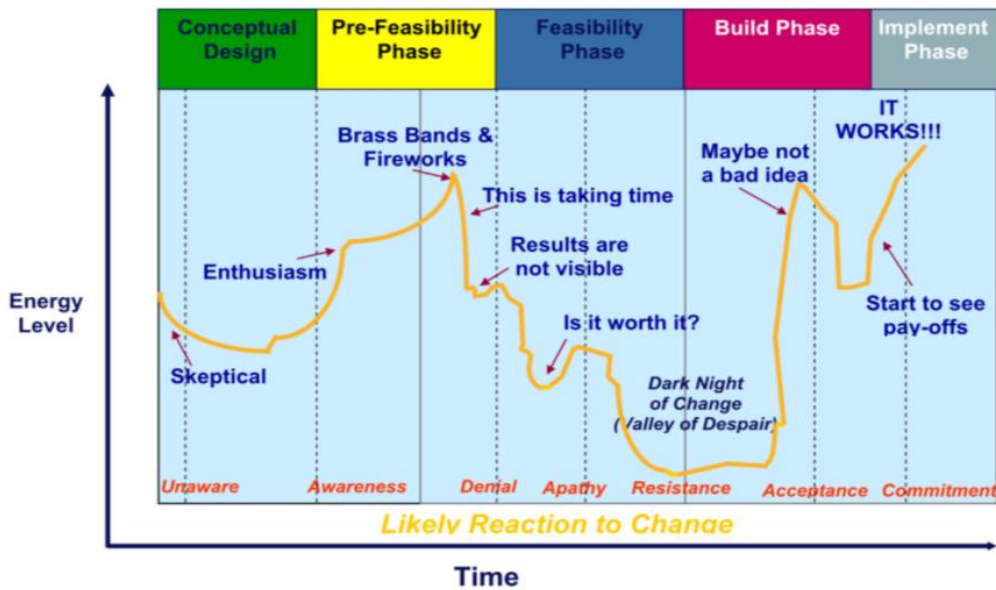 Conceptual
Design
Pre-Feasibility
Phase
Feasibility
Phase
Build Phase
Implement
Phase
IT
WORKS!!!
Brass Bands &
Fireworks
Maybe not
a bad idea
This is taking time
Enthusiasm
Results are
not visible
Energy
Level
Start to see
pay-offs
Is it worth it?
Skeptical
Dark Night
of Change
(Valley of Despair)
Unaware
Awareness
Denial
Apathy
Resistance
Acceptance
Commitment
Likely Reaction to Change
Time